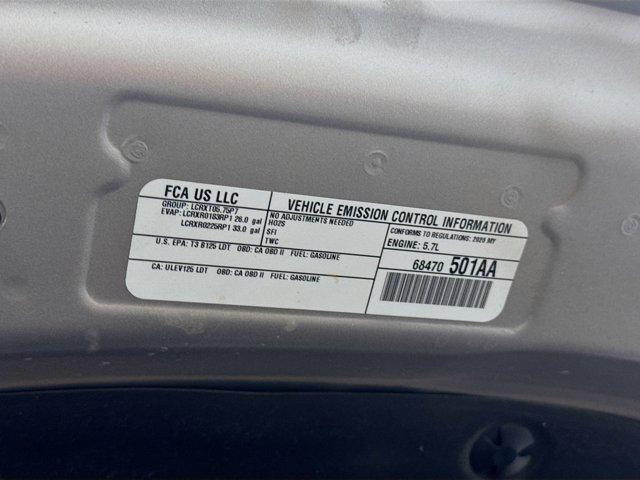 FCA US LLC
GROUP: LCRXT05.75P7
EVAP: LCRXR0183RP1 26.0 gal
LCRXR0225RP1 33.0 gal
U.S. EPA: T3 B125 LDT OBD: CA OBD II FUEL: GASOLINE
CA: ULEV125 LDT OBD: CA OBD II FUEL: GASOLINE
VEHICLE EMISSION CONTROL INFORMATION
NO ADJUSTMENTS NEEDED
HO2S
SFI
TWC
CONFORMS TO REGULATIONS: 2020 MY
ENGINE: 5.7L
68470 501AA